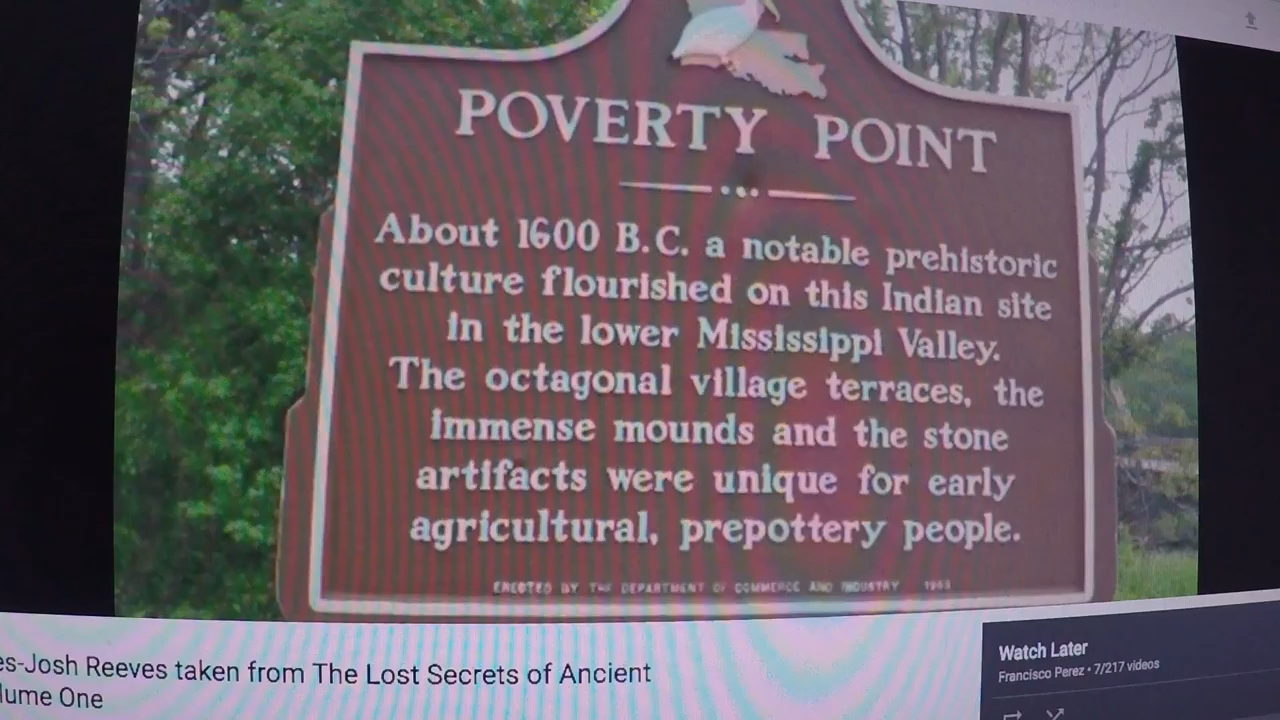 POVERTY POINT
About 1600 B.C. a notable prehistoric
culture flourished on this Indian site
in the lower Mississippi Valley.
The octagonal village terraces, the
immense mounds and the stone
artifacts were unique for early
agricultural, prepottery people.
ERECTED BY THE DEPARTMENT OF COMMERCE AND INDUSTRY
es-Josh Reeves taken from The Lost Secrets of Ancient
lume One
Watch Later
Francisco Perez • 7/217 videos